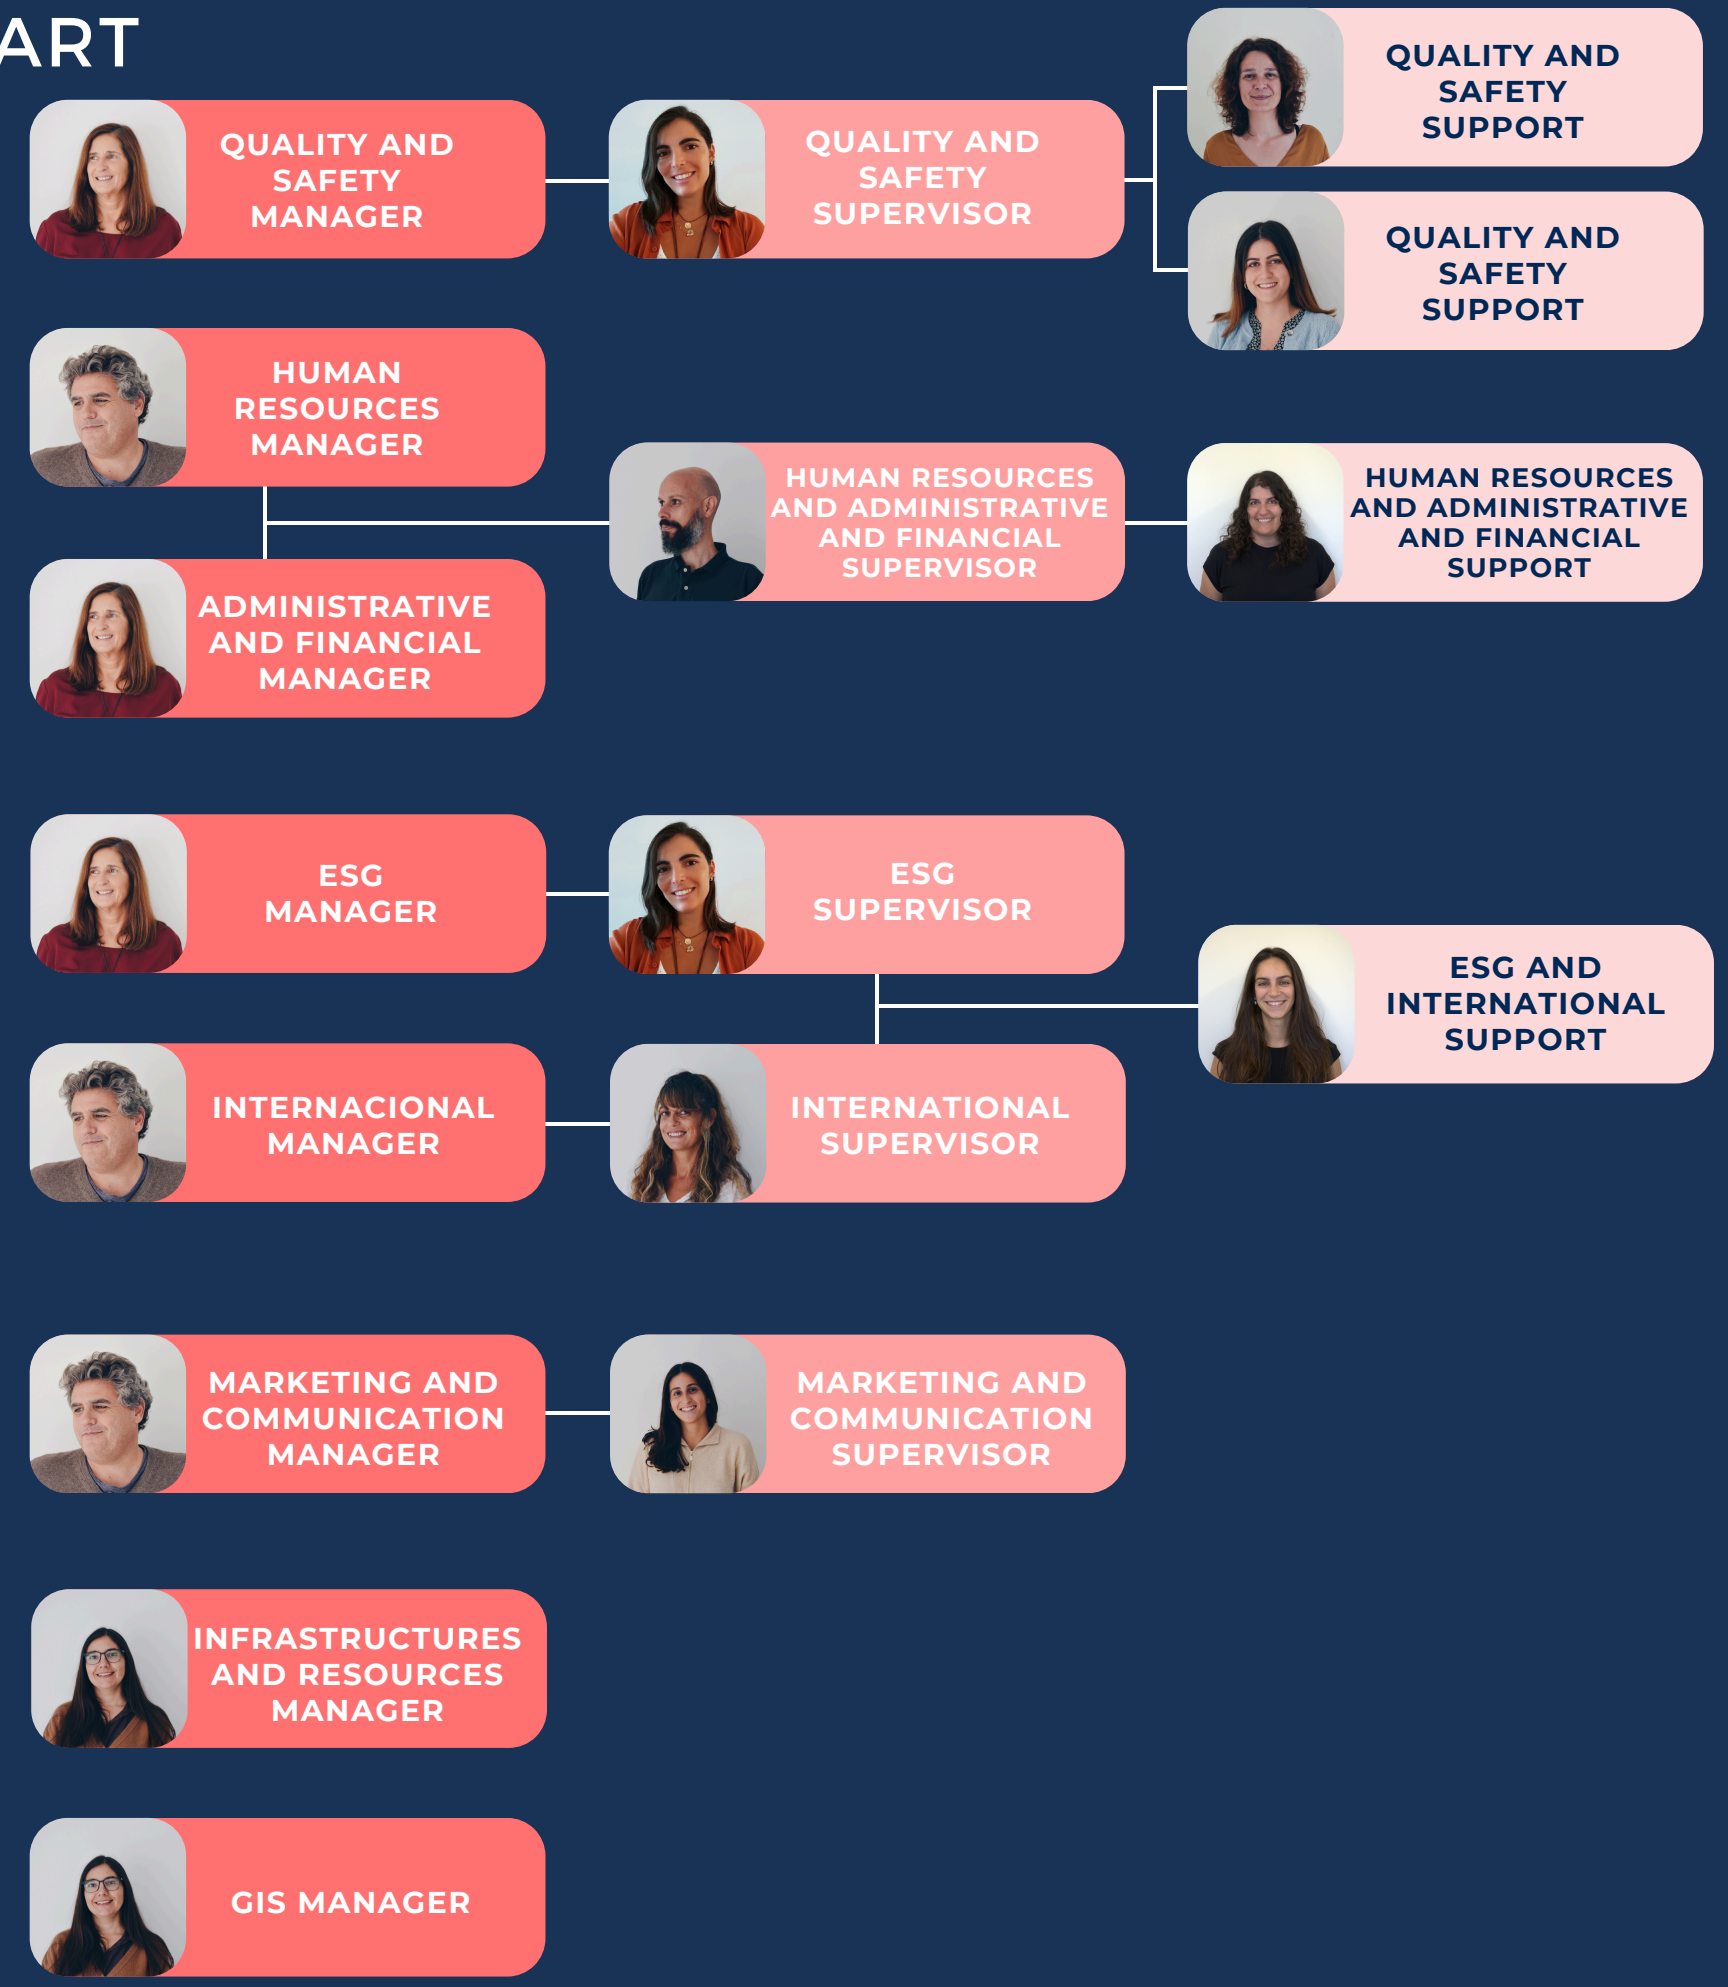 ART
QUALITY AND
SAFETY
MANAGER
QUALITY AND
SAFETY
SUPERVISOR
QUALITY AND
SAFETY
SUPPORT
QUALITY AND
SAFETY
SUPPORT
HUMAN
RESOURCES
MANAGER
HUMAN RESOURCES
AND ADMINISTRATIVE
AND FINANCIAL
SUPERVISOR
HUMAN RESOURCES
AND ADMINISTRATIVE
AND FINANCIAL
SUPPORT
ADMINISTRATIVE
AND FINANCIAL
MANAGER
ESG
MANAGER
ESG
SUPERVISOR
ESG AND
INTERNATIONAL
SUPPORT
INTERNACIONAL
MANAGER
INTERNATIONAL
SUPERVISOR
MARKETING AND
COMMUNICATION
MANAGER
MARKETING AND
COMMUNICATION
SUPERVISOR
INFRASTRUCTURES
AND RESOURCES
MANAGER
GIS MANAGER